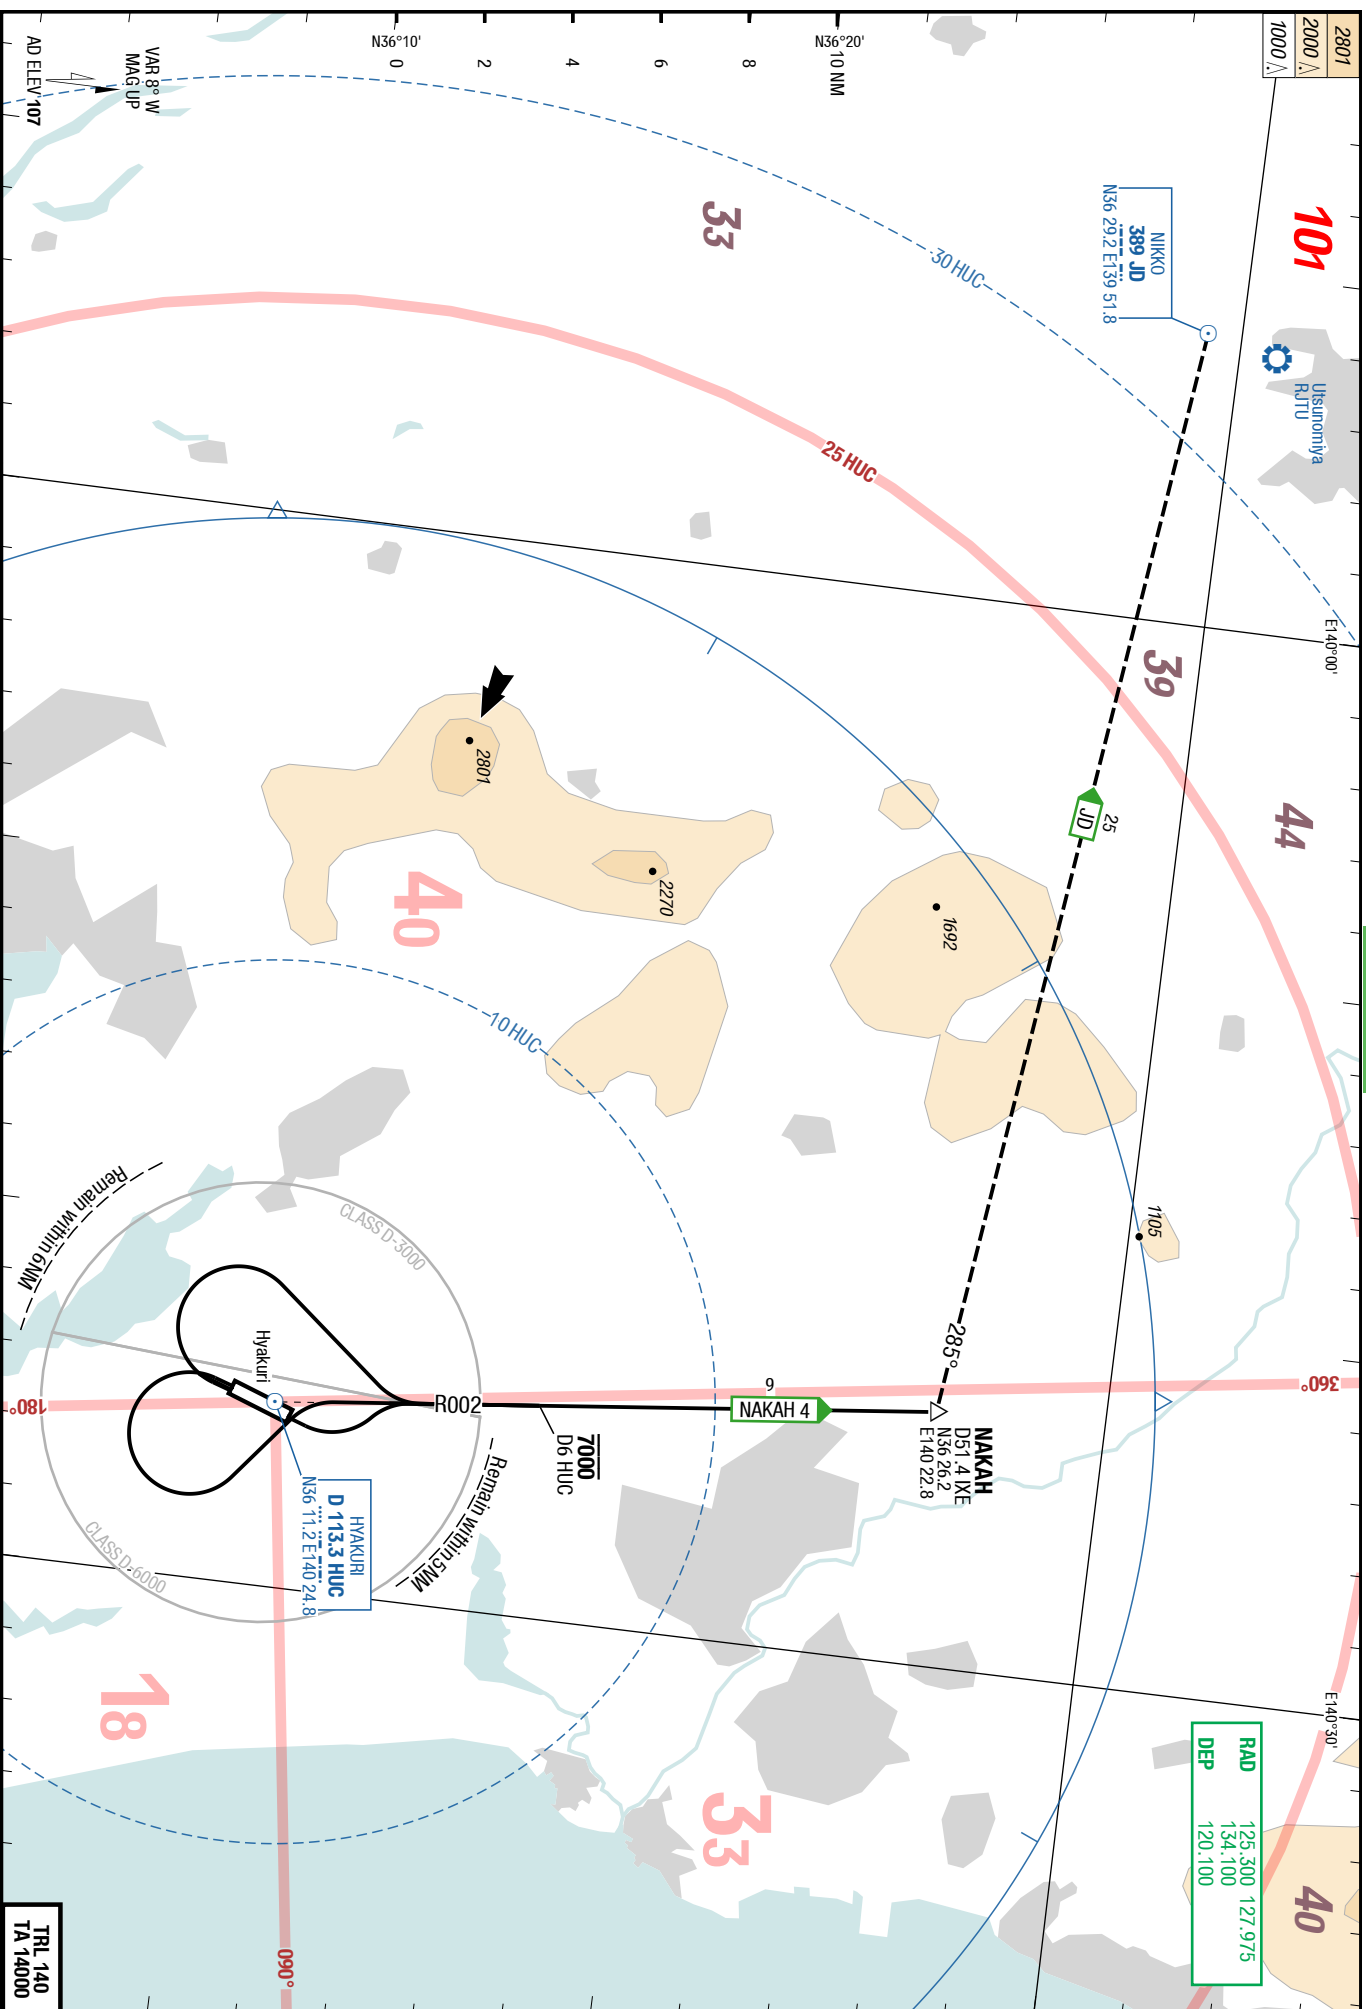 2801
2000
1000
101
Utsunomiya
RJTU
NIKKO
389 JD
N36 29.2 E139 51.8
N36°10'
N36°20'
0
2
4
6
8
10 NM
VAR 8° W
MAG UP
AD ELEV 107
33
30 HUC
25 HUC
E140°00'
39
44
25
JD
2801
2270
1692
1105
40
10 HUC
285°
NAKAH
D51.4 IXE
N36 26.2
E140 22.8
9
NAKAH 4
360°
R002
7000
D6 HUC
Remain within 5NM
Remain within 6NM
CLASS D-3000
CLASS D-6000
Hyakuri
180°
HYAKURI
D 113.3 HUC
N36 11.2 E140 24.8
E140°30'
RAD 125.300 127.975
134.100
DEP 120.100
18
33
40
090°
TRL 140
TA 14000